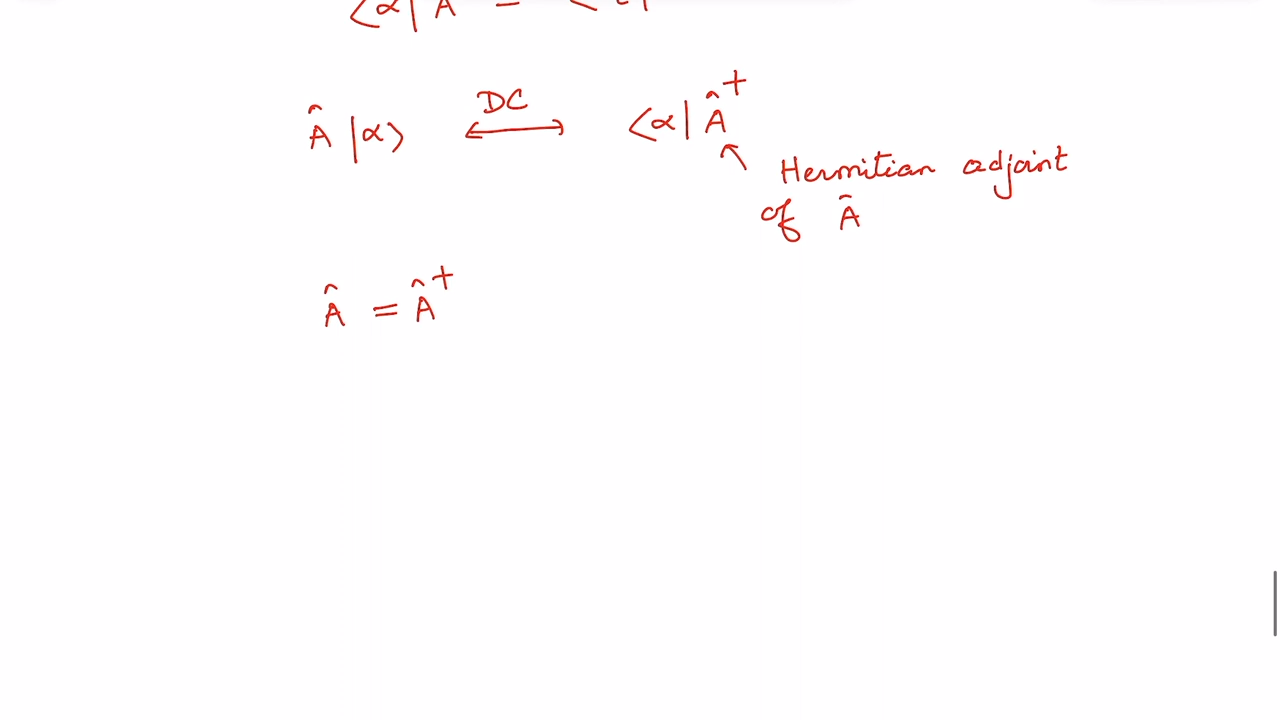 ⟨α| A =
Â |α⟩ DC ⟷ ⟨α| Â†
Hermitian adjoint
of Â
Â = Â†